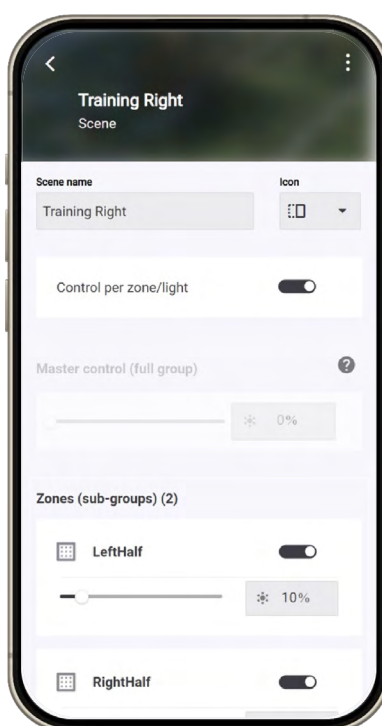 Training Right
Scene
Scene name Icon
Training Right
Control per zone/light
Master control (full group)
0%
Zones (sub-groups) (2)
LeftHalf
10%
RightHalf